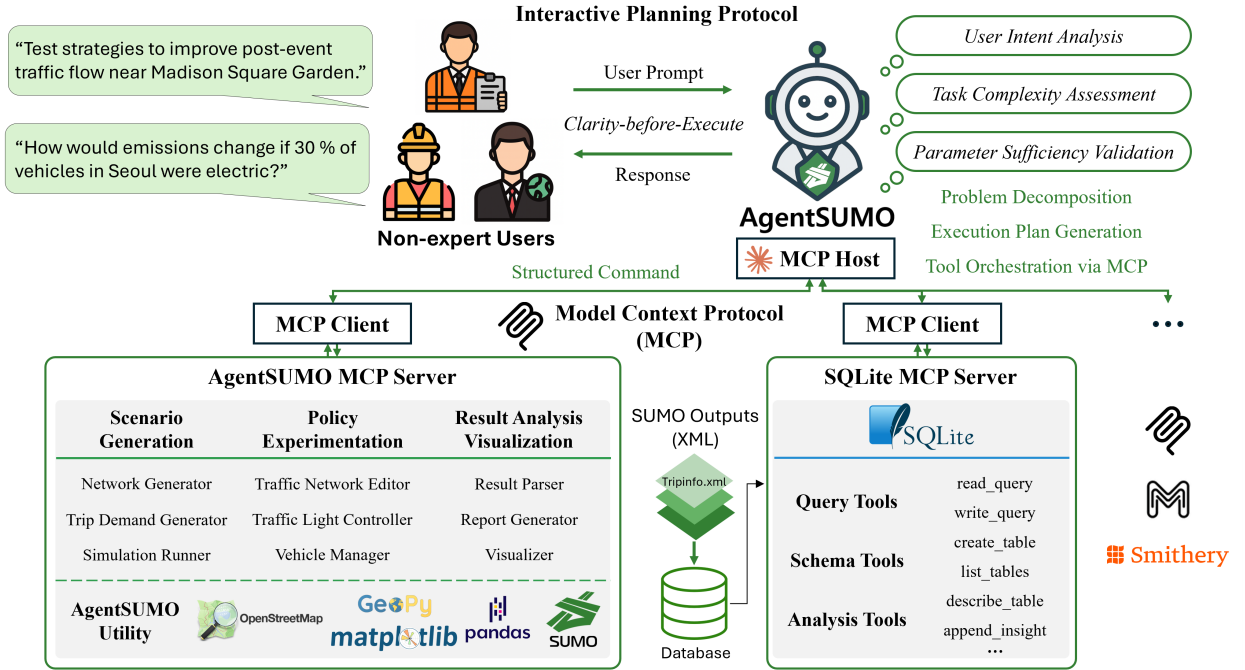 Interactive Planning Protocol
“Test strategies to improve post-event
traffic flow near Madison Square Garden.”
“How would emissions change if 30 % of
vehicles in Seoul were electric?”
Non-expert Users
User Prompt
Clarity-before-Execute
Response
AgentSUMO
User Intent Analysis
Task Complexity Assessment
Parameter Sufficiency Validation
Problem Decomposition
Execution Plan Generation
Tool Orchestration via MCP
MCP Host
Structured Command
MCP Client
Model Context Protocol
(MCP)
MCP Client
...
AgentSUMO MCP Server
Scenario
Generation
Policy
Experimentation
Result Analysis
Visualization
Network Generator
Traffic Network Editor
Result Parser
Trip Demand Generator
Traffic Light Controller
Report Generator
Simulation Runner
Vehicle Manager
Visualizer
AgentSUMO
Utility
OpenStreetMap
GeoPy
matplotlib
pandas
SUMO
SUMO Outputs
(XML)
Tripinfo.xml
Database
SQLite MCP Server
SQLite
Query Tools
read_query
write_query
Schema Tools
create_table
list_tables
Analysis Tools
describe_table
append_insight
...
Smithery